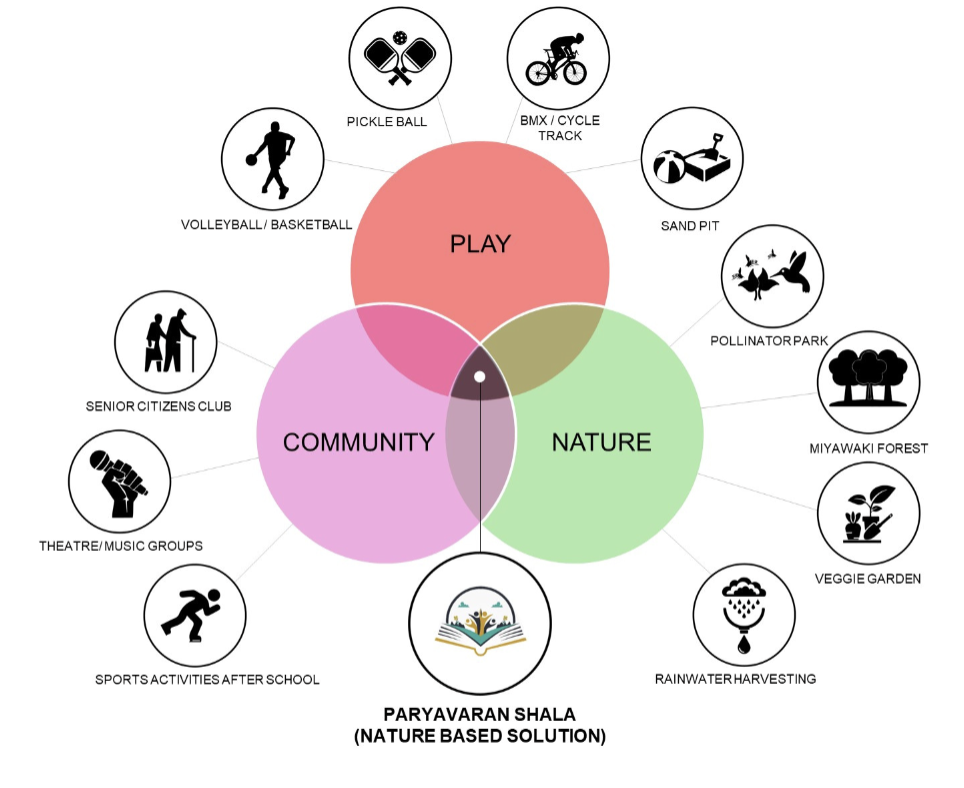 PICKLE BALL
BMX / CYCLE
TRACK
VOLLEYBALL/ BASKETBALL
SAND PIT
PLAY
POLLINATOR PARK
SENIOR CITIZENS CLUB
COMMUNITY
NATURE
MIYAWAKI FOREST
THEATRE/ MUSIC GROUPS
VEGGIE GARDEN
SPORTS ACTIVITIES AFTER SCHOOL
RAINWATER HARVESTING
PARYAVARAN SHALA
(NATURE BASED SOLUTION)